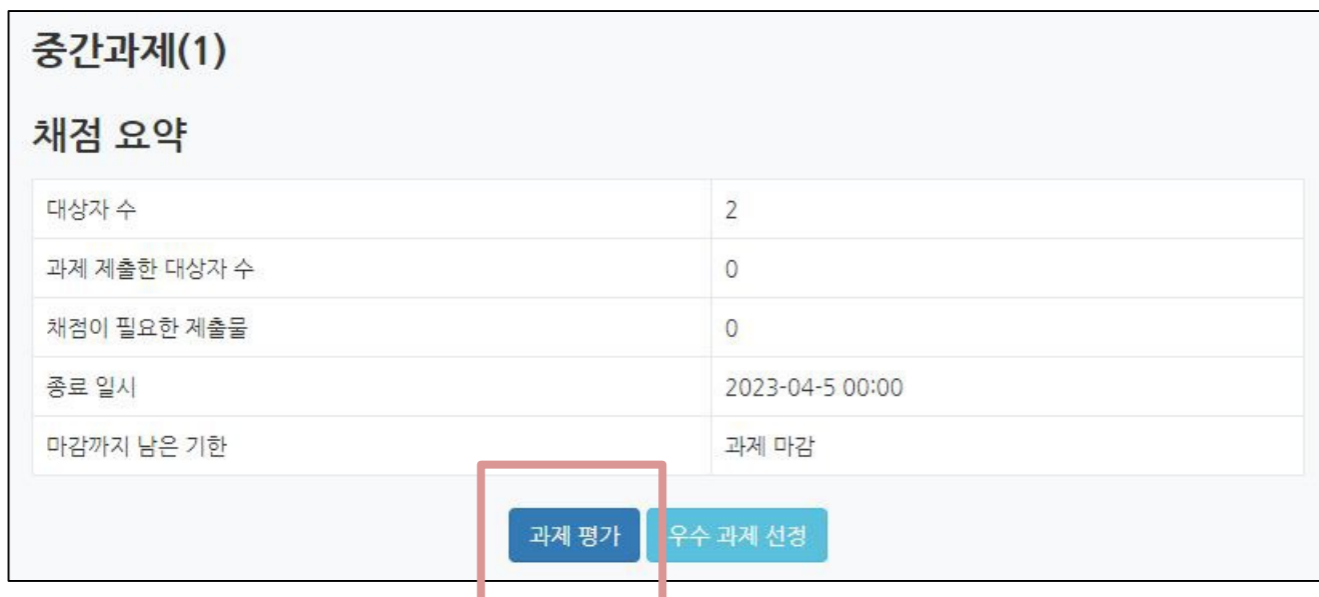 중간과제(1)
채점 요약
대상자 수 2
과제 제출한 대상자 수 0
채점이 필요한 제출물 0
종료 일시 2023-04-5 00:00
마감까지 남은 기한 과제 마감
과제 평가 우수 과제 선정